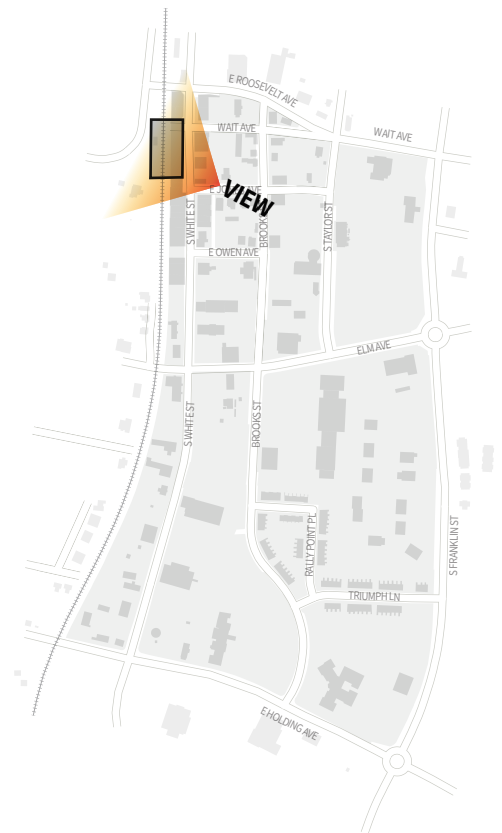 E ROOSEVELT AVE
WAIT AVE
WAIT AVE
VIEW
S WHITE ST
BROOKS
S TAYLOR ST
E OWEN AVE
ELM AVE
S WHITE ST
BROOKS ST
RALLY POINT PL
S FRANKLIN ST
TRIUMPH LN
E HOLDING AVE